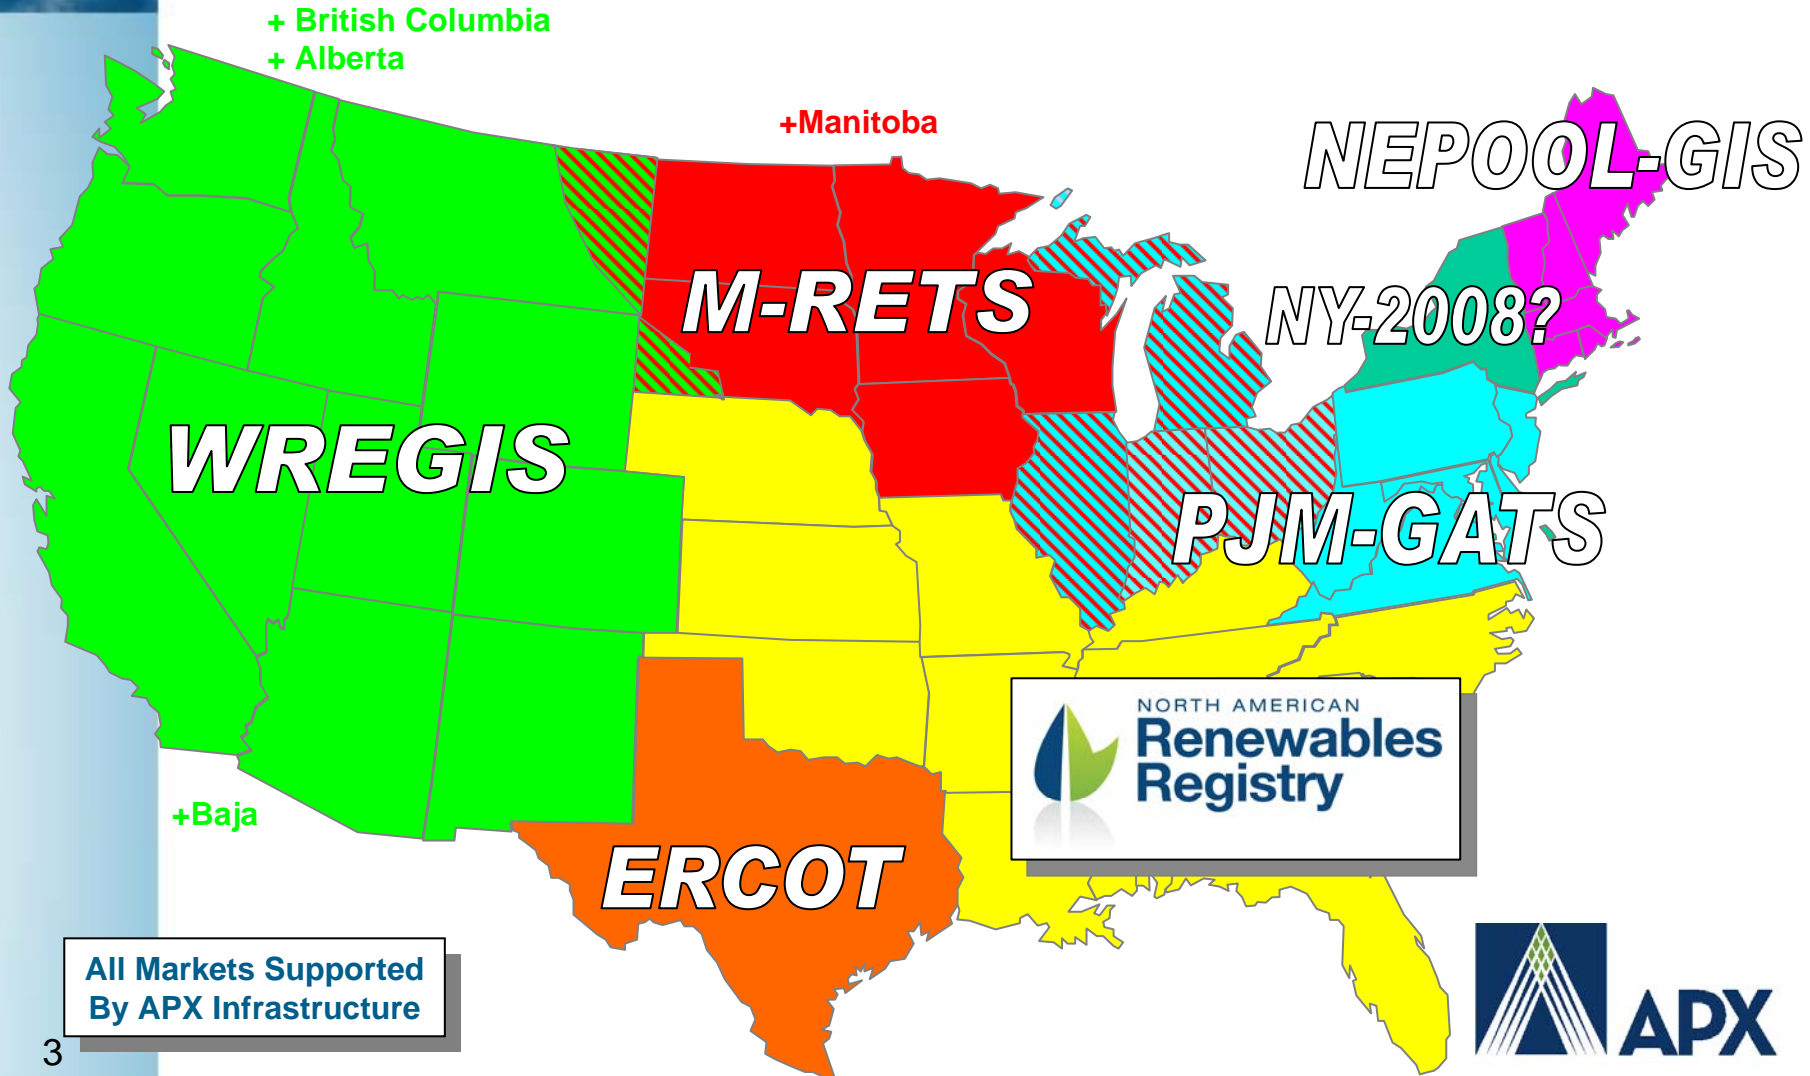 + British Columbia
+ Alberta
+Manitoba
NEPOOL-GIS
M-RETS
NY-2008?
WREGIS
PJM-GATS
NORTH AMERICAN
Renewables
Registry
+Baja
ERCOT
All Markets Supported
By APX Infrastructure
APX
3